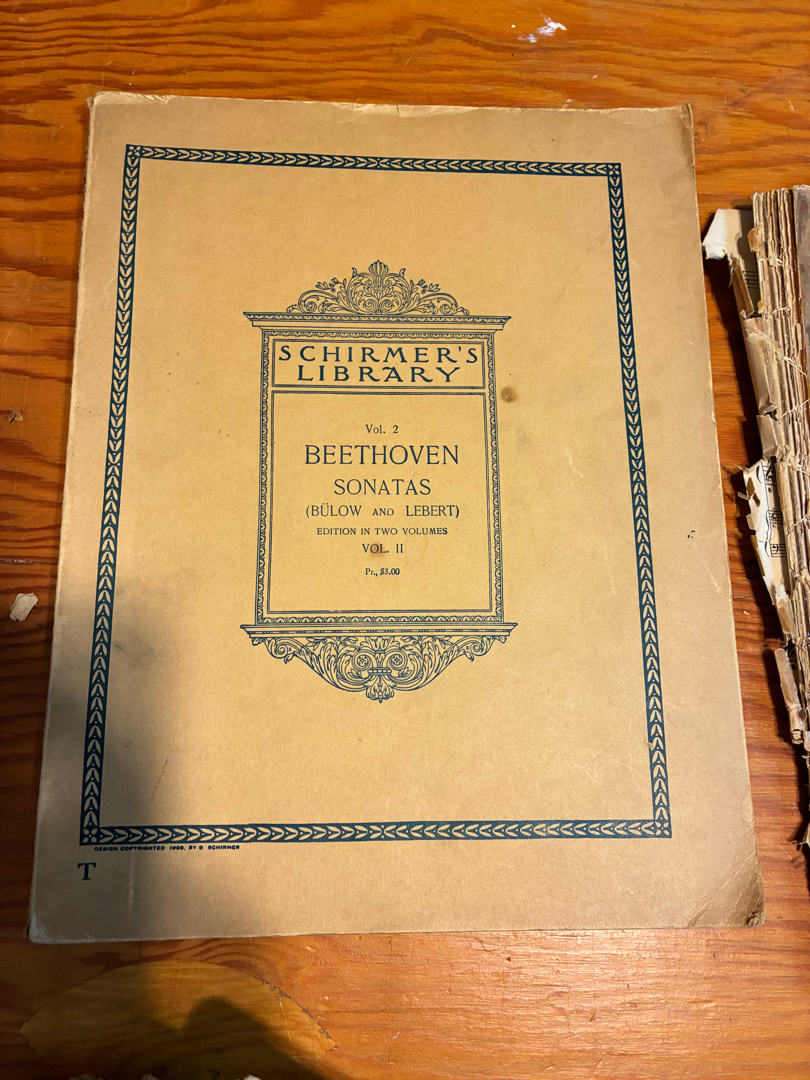 SCHIRMER'S
LIBRARY
Vol. 2
BEETHOVEN
SONATAS
(BÜLOW AND LEBERT)
EDITION IN TWO VOLUMES
VOL. II
Pr., $3.00
DESIGN COPYRIGHTED 1906, BY G. SCHIRMER
T